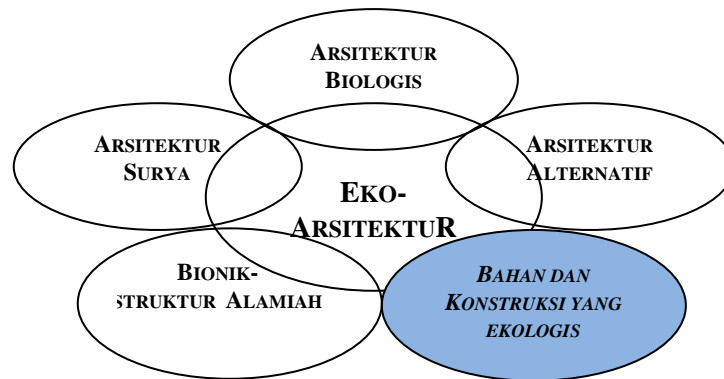 ARSITEKTUR
BIOLOGIS
ARSITEKTUR
SURYA
ARSITEKTUR
ALTERNATIF
EKO-
ARSITEKTUR
BIONIK-
STRUKTUR ALAMIAH
BAHAN DAN
KONSTRUKSI YANG
EKOLOGIS